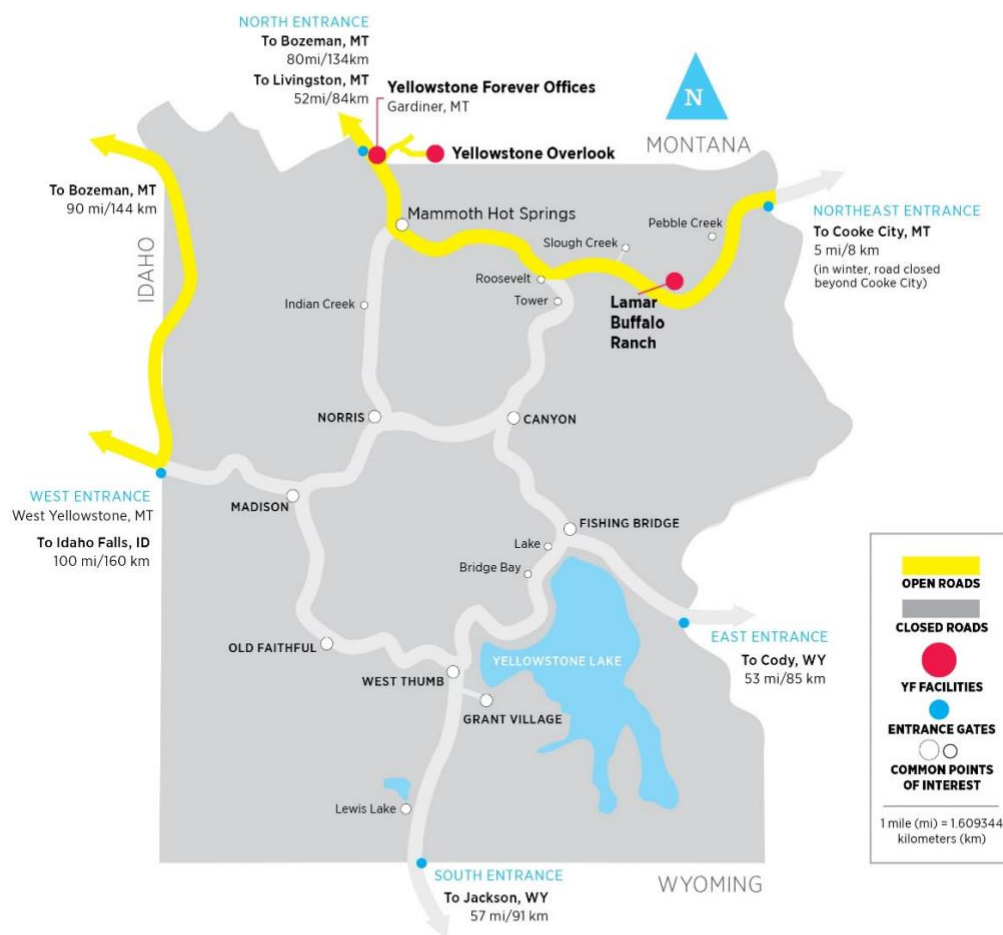 NORTH ENTRANCE
To Bozeman, MT
80mi/134km
To Livingston, MT
52mi/84km
Yellowstone Forever Offices
Gardiner, MT
N
MONTANA
Yellowstone Overlook
To Bozeman, MT
90 mi/144 km
IDAHO
Mammoth Hot Springs
Pebble Creek
Slough Creek
NORTHEAST ENTRANCE
To Cooke City, MT
5 mi/8 km
(in winter, road closed
beyond Cooke City)
Roosevelt
Tower
Indian Creek
Lamar
Buffalo
Ranch
NORRIS
CANYON
WEST ENTRANCE
West Yellowstone, MT
To Idaho Falls, ID
100 mi/160 km
MADISON
FISHING BRIDGE
Lake
Bridge Bay
OLD FAITHFUL
WEST THUMB
YELLOWSTONE LAKE
GRANT VILLAGE
EAST ENTRANCE
To Cody, WY
53 mi/85 km
Lewis Lake
SOUTH ENTRANCE
To Jackson, WY
57 mi/91 km
WYOMING
OPEN ROADS
CLOSED ROADS
YF FACILITIES
ENTRANCE GATES
COMMON POINTS
OF INTEREST
1 mile (mi) = 1.609344
kilometers (km)